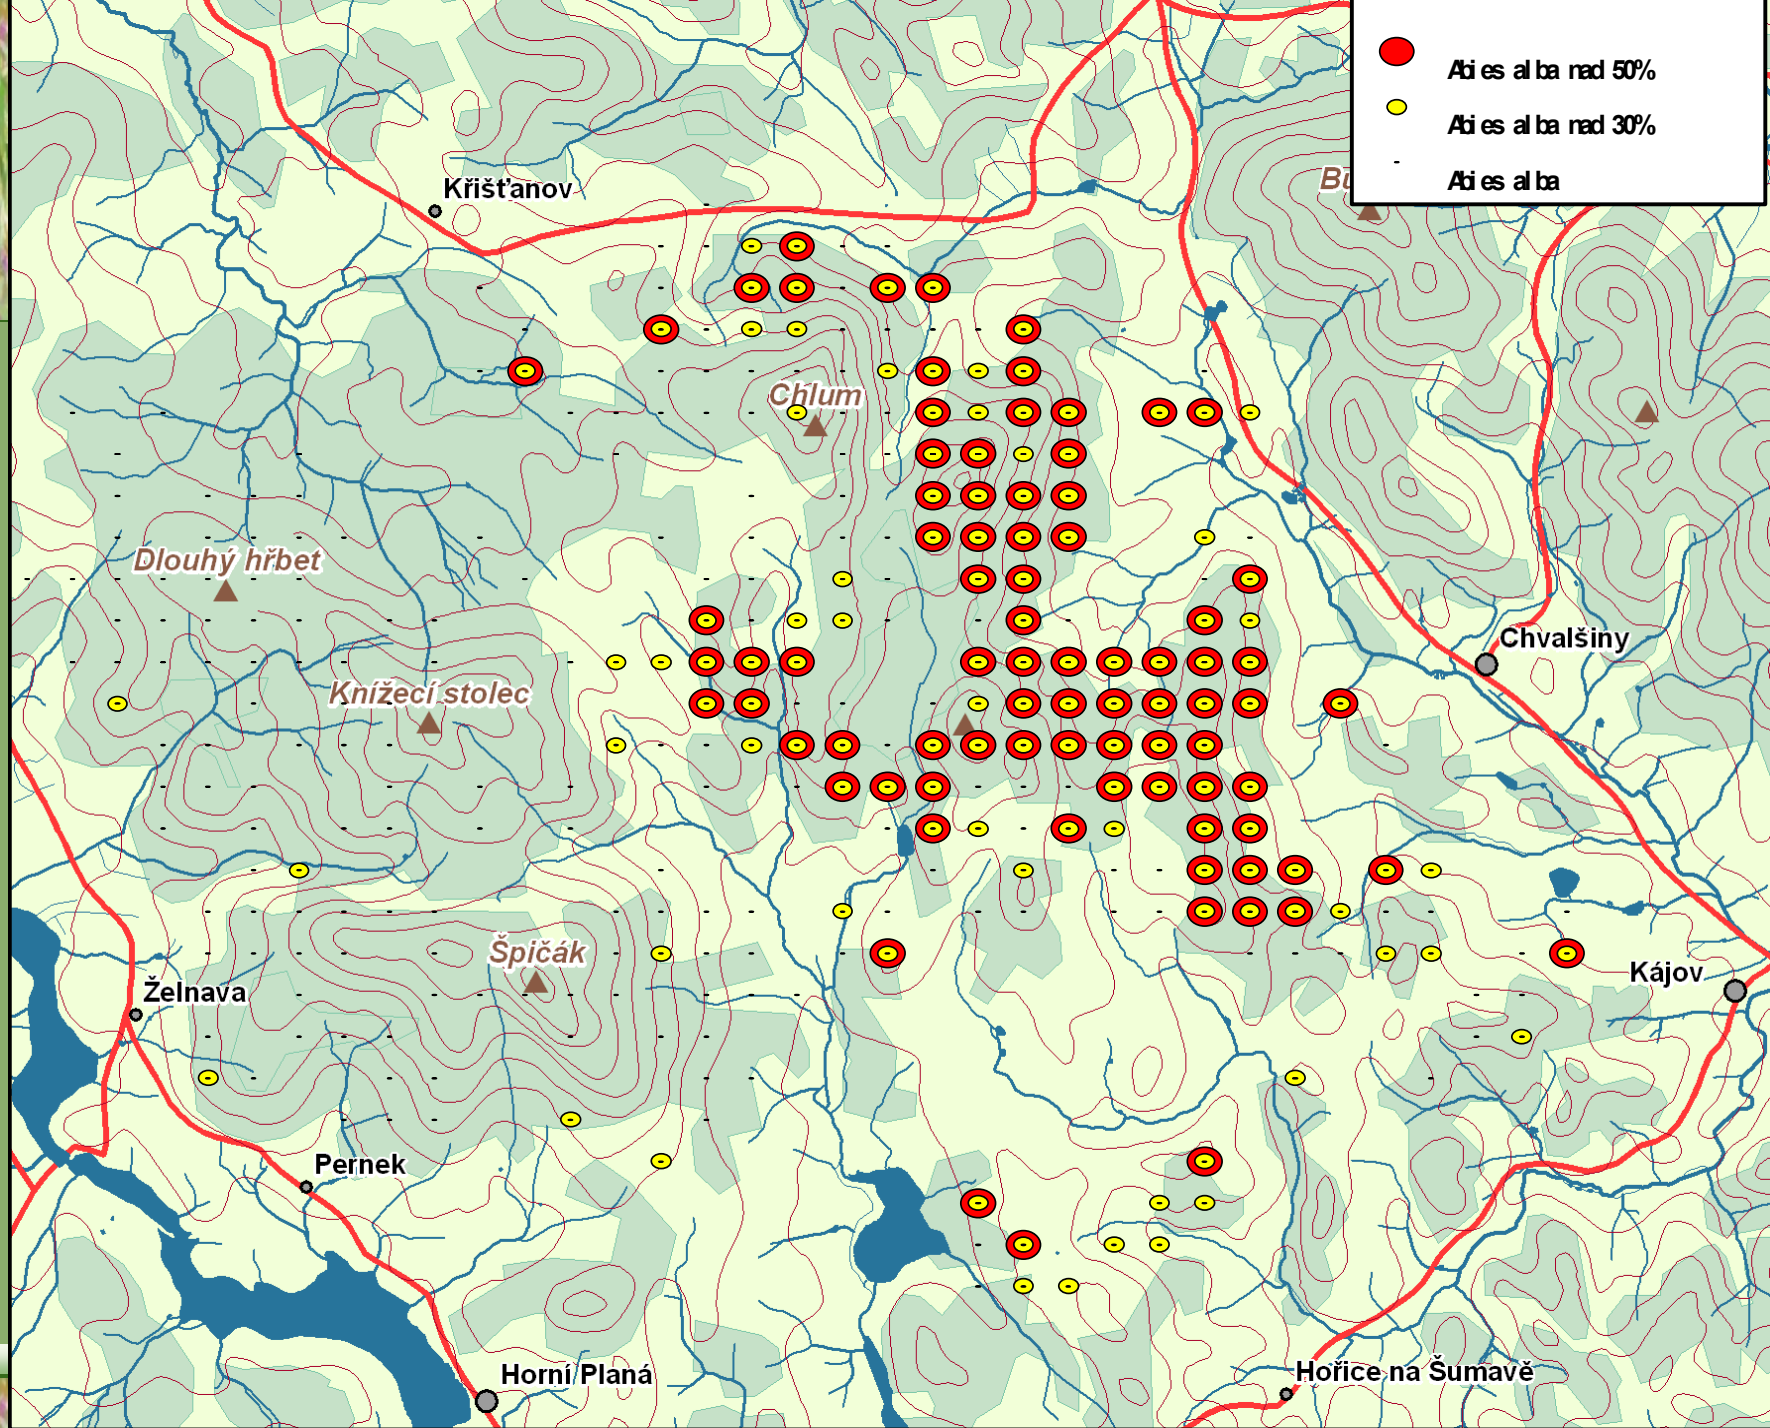 Abies alba nad 50%
Abies alba nad 30%
Abies alba
Křišťanov
Chlum
Dlouhý hřbet
Chvalšiny
Knížecí stolec
Špičák
Želnava
Kájov
Pernek
Horní Planá
Hořice na Šumavě